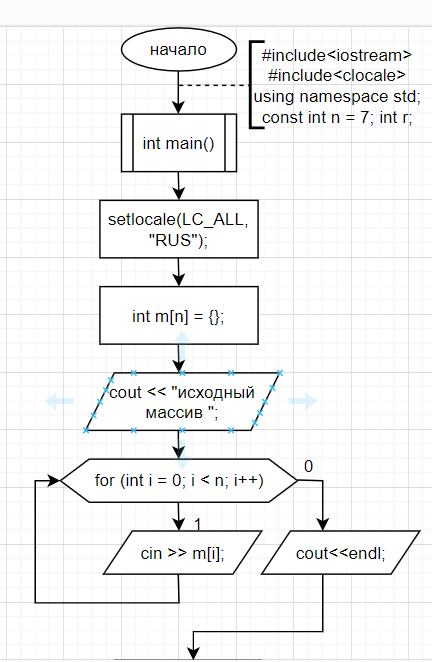 начало
#include<iostream>
#include<clocale>
using namespace std;
const int n = 7; int r;
int main()
setlocale(LC_ALL,
"RUS");
int m[n] = {};
cout << "исходный
массив ";
for (int i = 0; i < n; i++)
0
1
cin >> m[i];
cout<<endl;